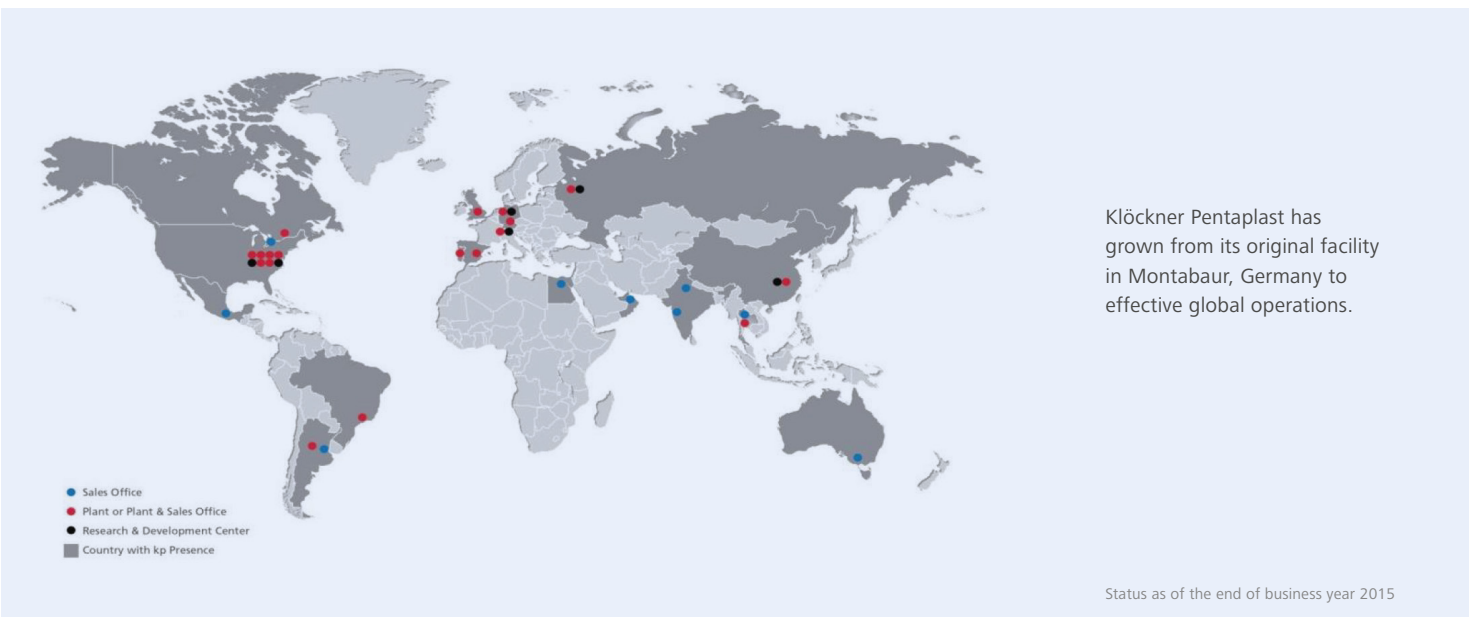 Klöckner Pentaplast has
grown from its original facility
in Montabaur, Germany to
effective global operations.
Sales Office
Plant or Plant & Sales Office
Research & Development Center
Country with kp Presence
Status as of the end of business year 2015